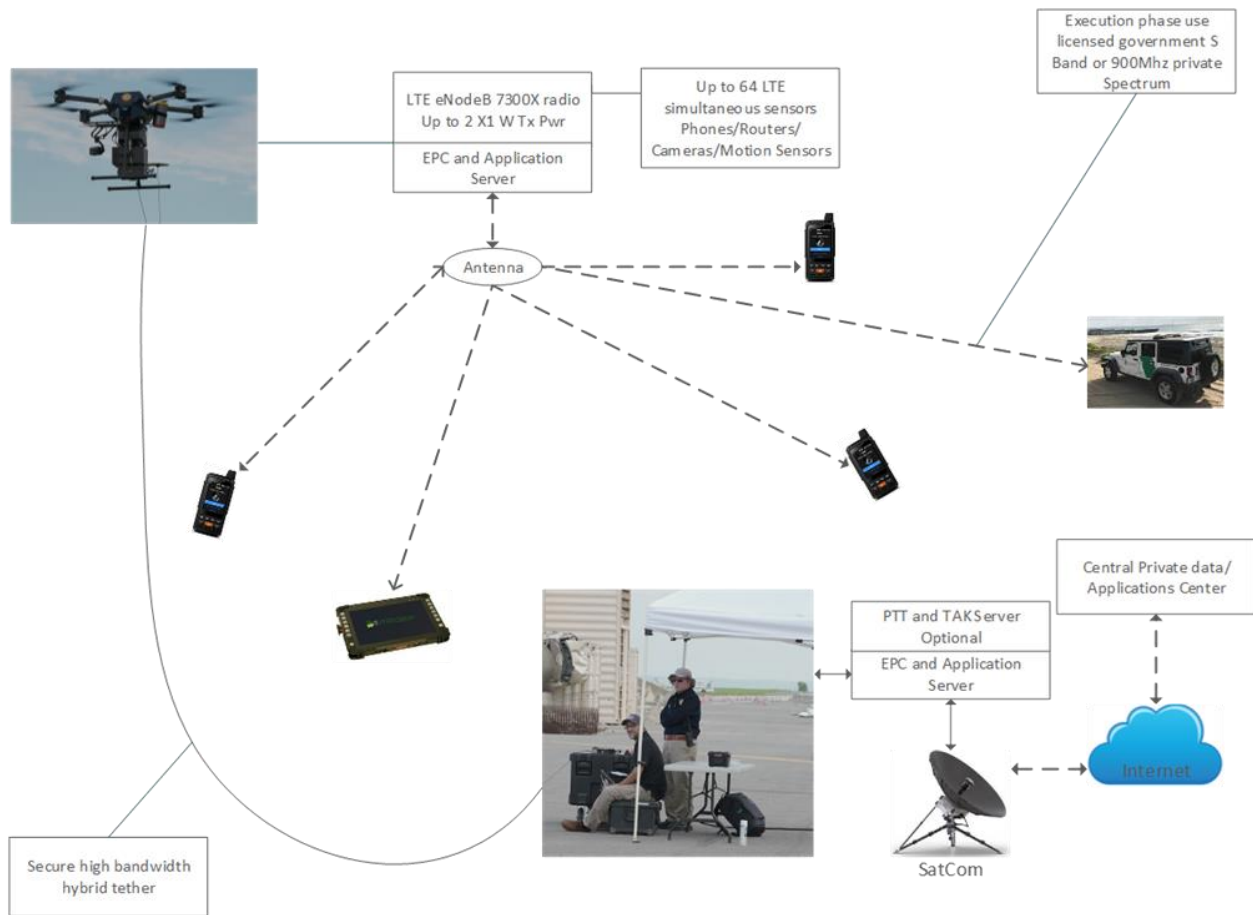 Execution phase use
licensed government S
Band or 900Mhz private
Spectrum
LTE eNodeB 7300X radio
Up to 2 X1 W Tx Pwr
EPC and Application
Server
Up to 64 LTE
simultaneous sensors
Phones/Routers/
Cameras/Motion Sensors
Antenna
Central Private data/
Applications Center
PTT and TAKServer
Optional
EPC and Application
Server
Internet
SatCom
Secure high bandwidth
hybrid tether